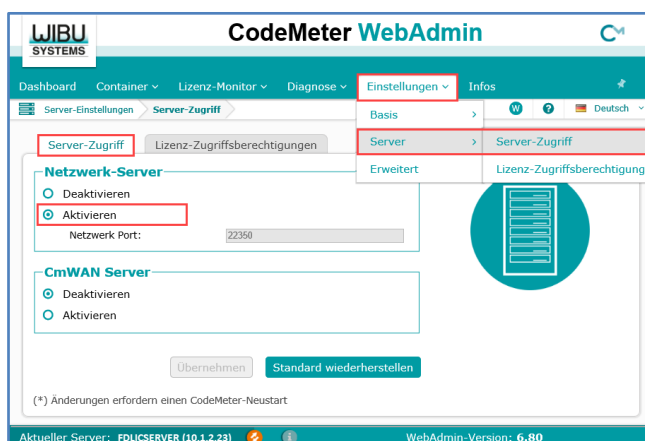 WIBU
SYSTEMS
CodeMeter WebAdmin
Dashboard Container Lizenz-Monitor Diagnose Einstellungen Infos
Server-Einstellungen Server-Zugriff
W ? Deutsch
Basis
Server
Erweitert
Server-Zugriff
Lizenz-Zugriffsberechtigung
Server-Zugriff Lizenz-Zugriffsberechtigungen
Netzwerk-Server
Deaktivieren
Aktivieren
Netzwerk Port: 22350
CmWAN Server
Deaktivieren
Aktivieren
Übernehmen Standard wiederherstellen
(*) Änderungen erfordern einen CodeMeter-Neustart
Aktueller Server: FDLICSERVER (10.1.2.23) WebAdmin-Version: 6.80